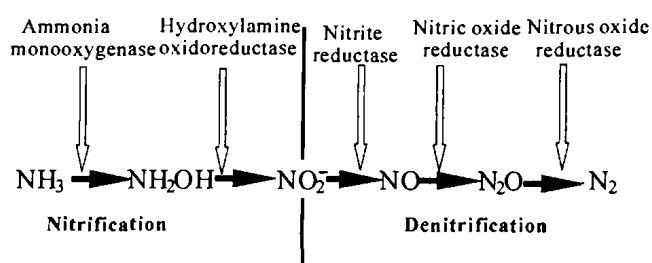 Ammonia monooxygenase
Hydroxylamine oxidoreductase
Nitrite reductase
Nitric oxide reductase
Nitrous oxide reductase
NH₃ NH₂OH NO₂⁻ NO N₂O N₂
Nitrification Denitrification